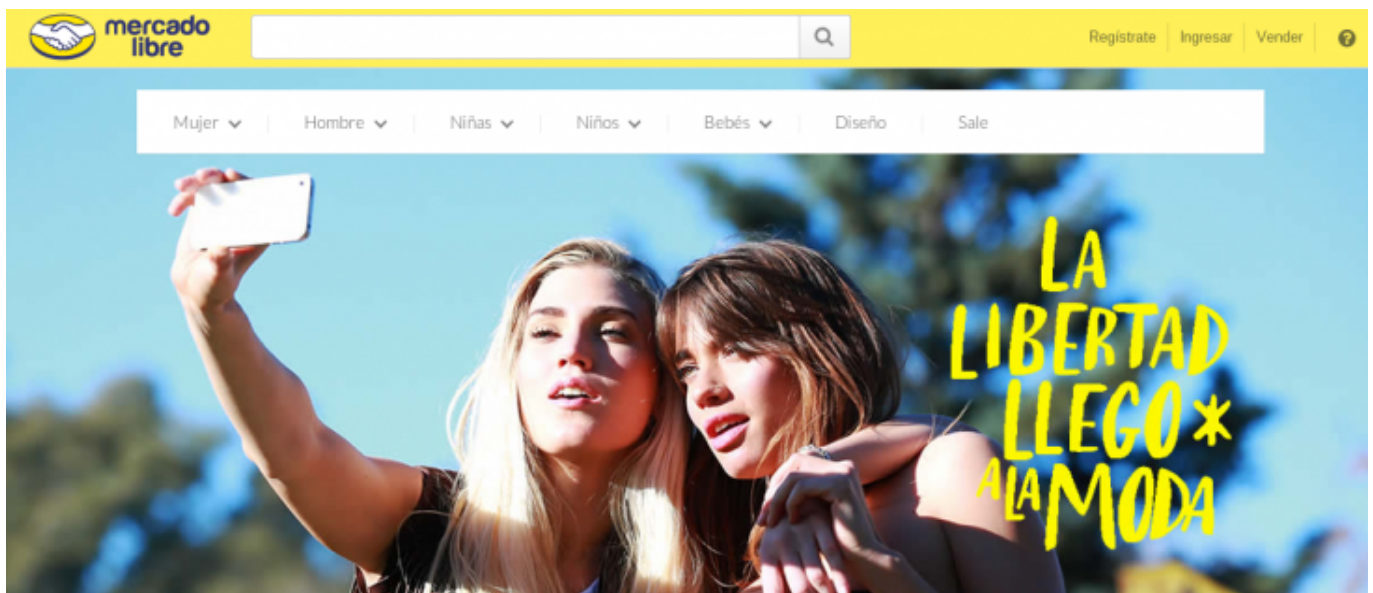 mercado
libre
Regístrate Ingresar Vender ?
Mujer Hombre Niñas Niños Bebés Diseño Sale
LA
LIBERTAD
LLEGO*
A LA MODA